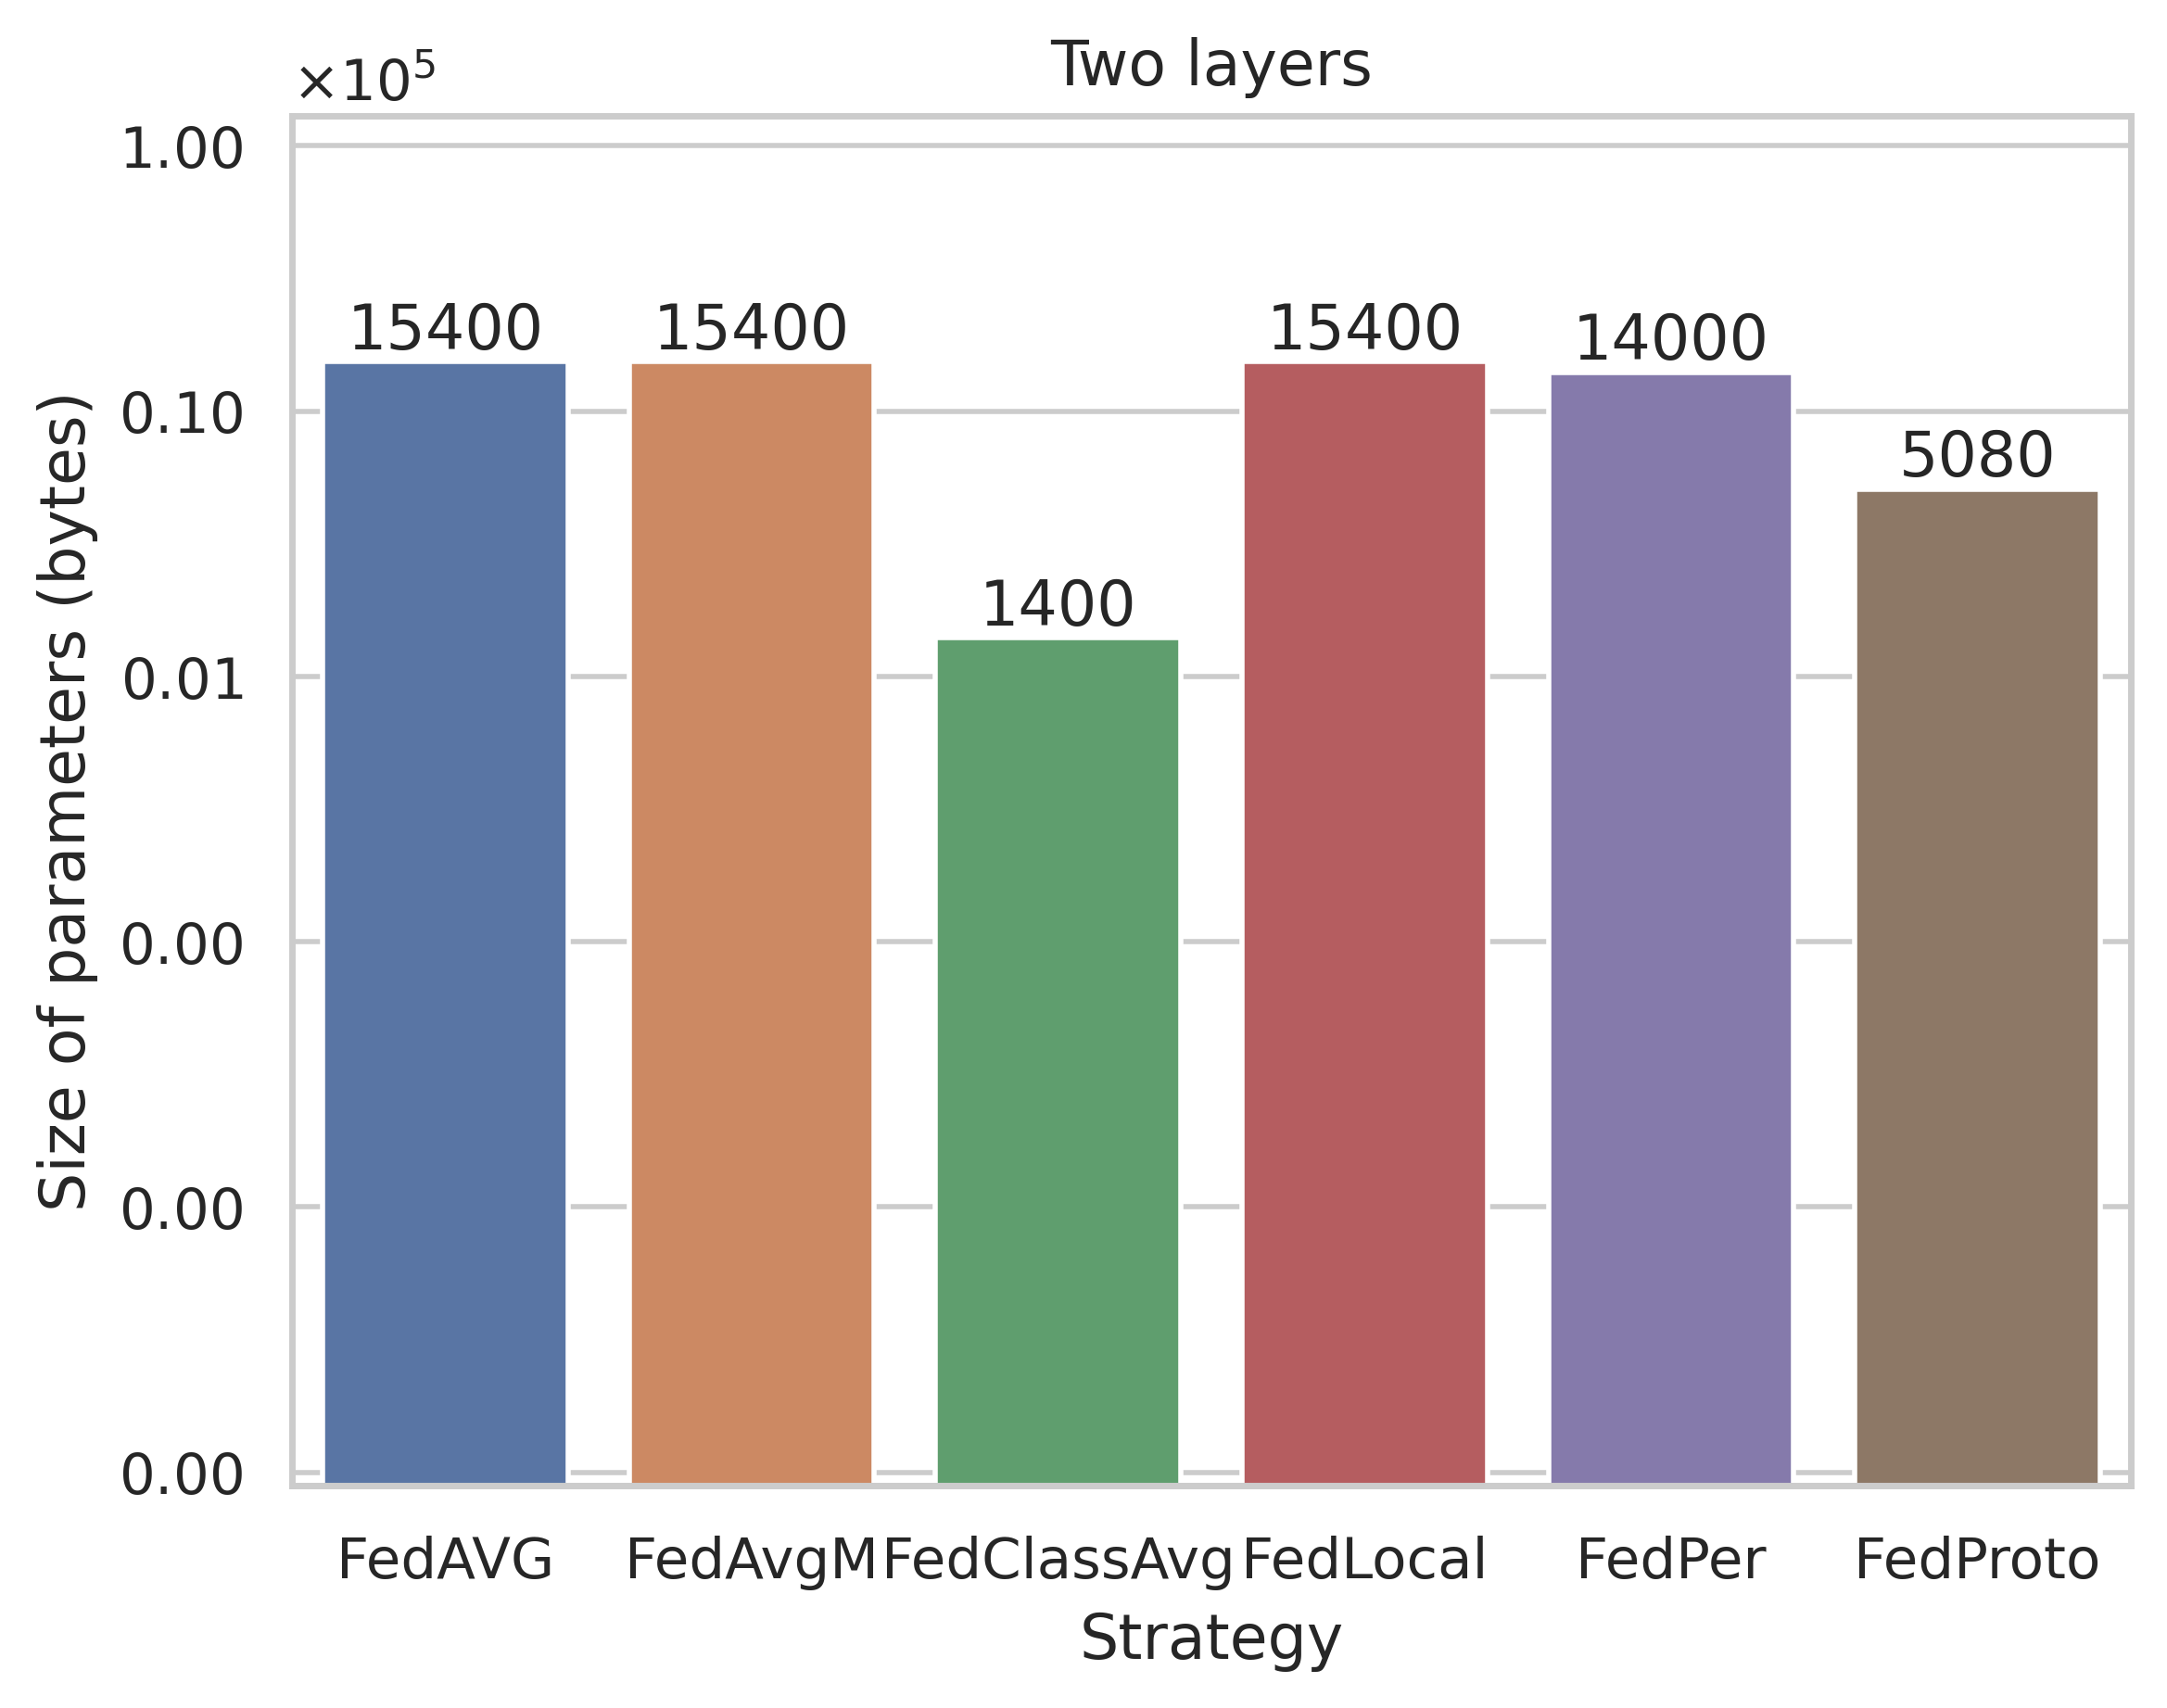 Two layers
×10⁵
1.00
0.10
0.01
0.00
0.00
0.00
Size of parameters (bytes)
15400
15400
1400
15400
14000
5080
FedAVG
FedAvgM
FedClassAvg
FedLocal
FedPer
FedProto
Strategy